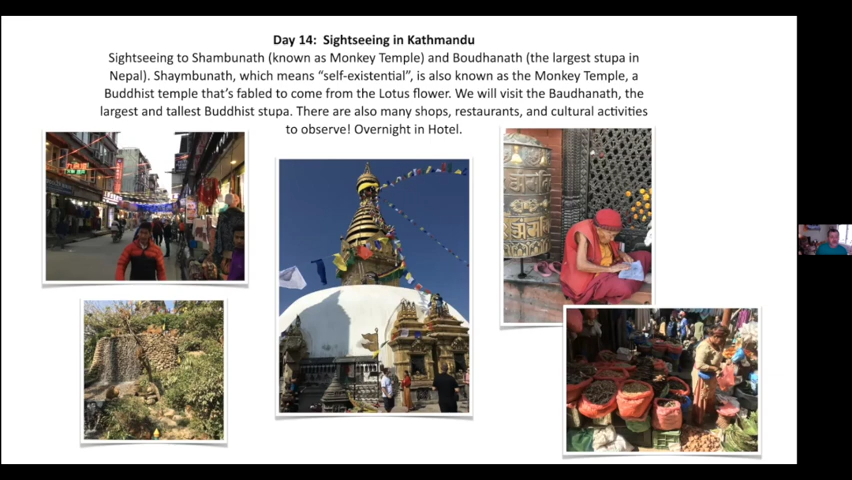 Day 14: Sightseeing in Kathmandu
Sightseeing to Shambunath (known as Monkey Temple) and Boudhanath (the largest stupa in
Nepal). Shaymbunath, which means “self-existential”, is also known as the Monkey Temple, a
Buddhist temple that’s fabled to come from the Lotus flower. We will visit the Baudhanath, the
largest and tallest Buddhist stupa. There are also many shops, restaurants, and cultural activities
to observe! Overnight in Hotel.